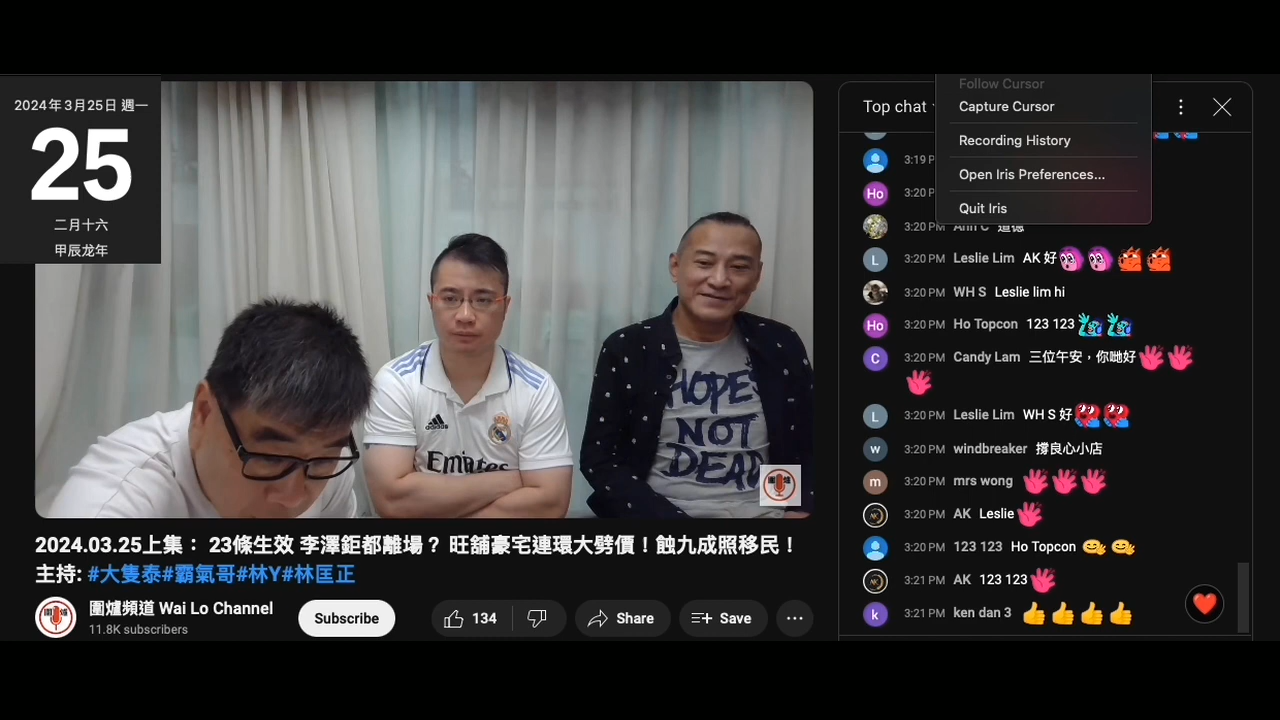 2024年3月25日 週一
25
二月十六
甲辰龙年
adidas
Emirates
HOPE'S
NOT
DEAD
2024.03.25上集： 23條生效 李澤鉅都離場？ 旺舖豪宅連環大劈價！蝕九成照移民！
主持: #大隻泰#霸氣哥#林Y#林匡正
圍爐頻道 Wai Lo Channel
11.8K subscribers
Subscribe
134
Share
Save
Top chat
Follow Cursor
Capture Cursor
Recording History
Open Iris Preferences...
Quit Iris
3:19 P
Ho 3:20 P
3:20 PM Ann C 道德
L 3:20 PM Leslie Lim AK 好
3:20 PM WH S Leslie lim hi
Ho 3:20 PM Ho Topcon 123 123
C 3:20 PM Candy Lam 三位午安，你哋好
L 3:20 PM Leslie Lim WH S 好
w 3:20 PM windbreaker 撐良心小店
m 3:20 PM mrs wong
3:20 PM AK Leslie
3:20 PM 123 123 Ho Topcon
3:21 PM AK 123 123
k 3:21 PM ken dan 3